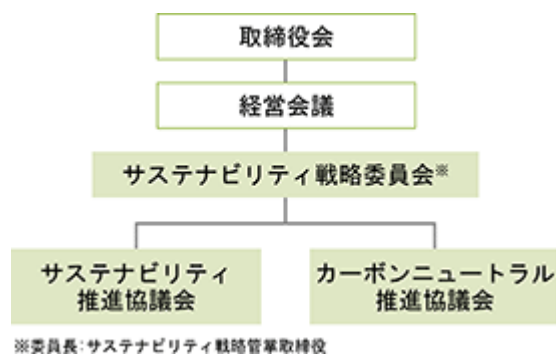 取締役会
経営会議
サステナビリティ戦略委員会※
サステナビリティ
推進協議会
カーボンニュートラル
推進協議会
※委員長:サステナビリティ戦略管掌取締役